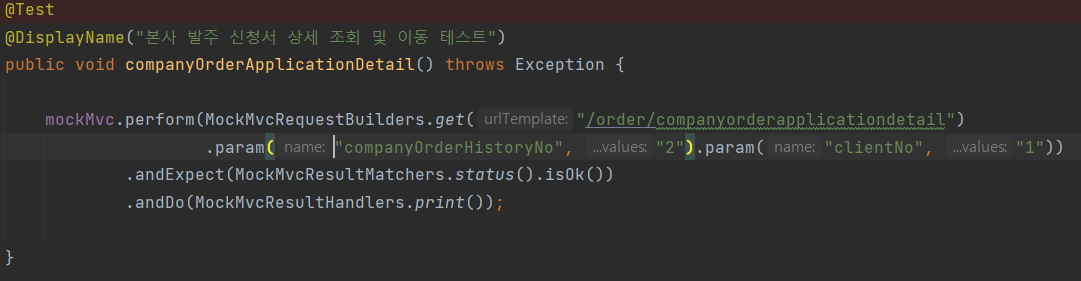 @Test
@DisplayName("본사 발주 신청서 상세 조회 및 이동 테스트")
public void companyOrderApplicationDetail() throws Exception {
mockMvc.perform(MockMvcRequestBuilders.get( urlTemplate: "/order/companyorderapplicationdetail")
.param( name: "companyOrderHistoryNo", ...values: "2").param( name: "clientNo", ...values: "1"))
.andExpect(MockMvcResultMatchers.status().isOk())
.andDo(MockMvcResultHandlers.print());
}